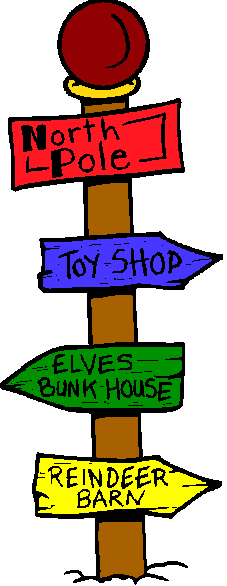 North
Pole
TOY SHOP
ELVES
BUNK-HOUSE
REINDEER
BARN